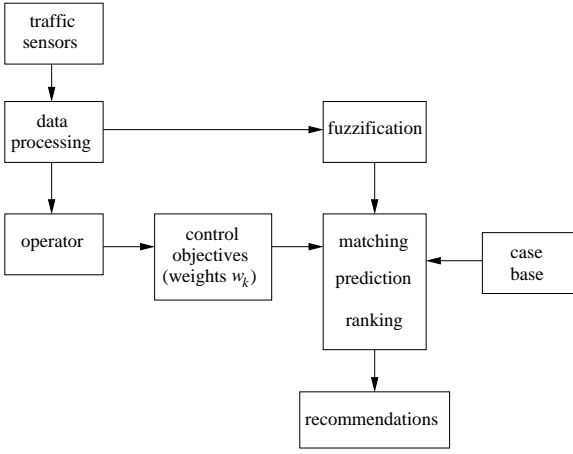 traffic
sensors
data
processing
fuzzification
operator
control
objectives
(weights w_k)
matching
prediction
ranking
case
base
recommendations